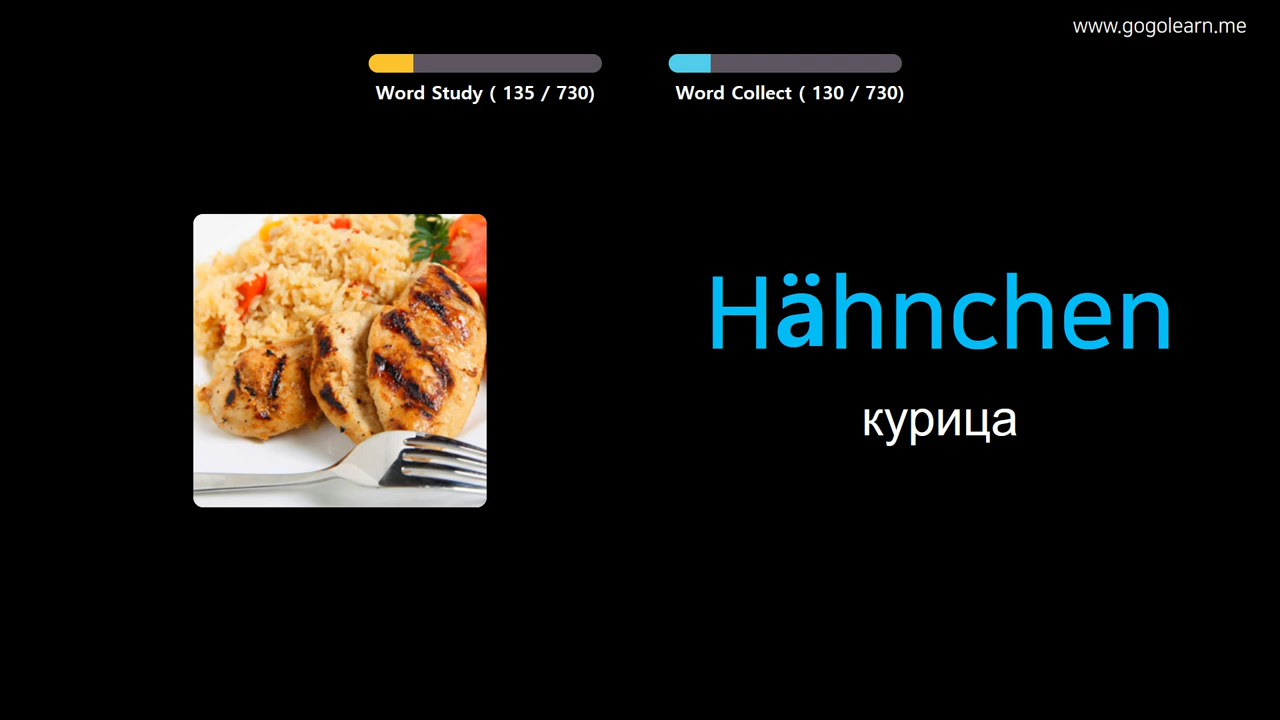 www.gogolearn.me
Word Study ( 135 / 730)
Word Collect ( 130 / 730)
Hähnchen
курица